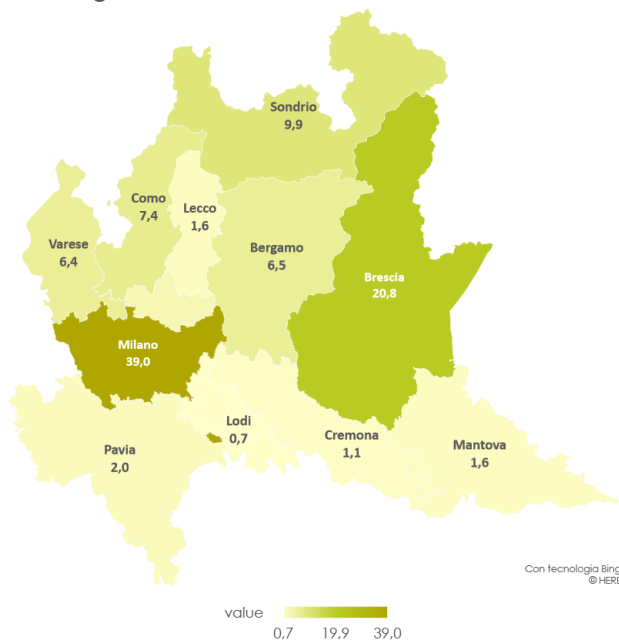 Sondrio
9,9
Como
7,4
Lecco
1,6
Varese
6,4
Bergamo
6,5
Brescia
20,8
Milano
39,0
Lodi
0,7
Cremona
1,1
Mantova
1,6
Pavia
2,0
Con tecnologia Bing
© HERE
value
0,7 19,9 39,0